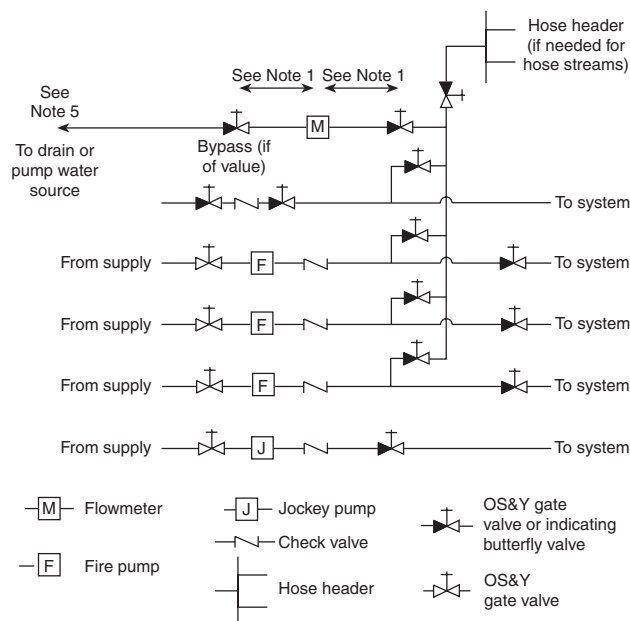 Hose header
(if needed for
hose streams)
See Note 1
See Note 1
See
Note 5
M
To drain or
pump water
source
Bypass (if
of value)
To system
From supply
F
To system
From supply
F
To system
From supply
F
To system
From supply
J
To system
M
Flowmeter
J
Jockey pump
OS&Y gate
valve or indicating
butterfly valve
Check valve
F
Fire pump
Hose header
OS&Y
gate valve